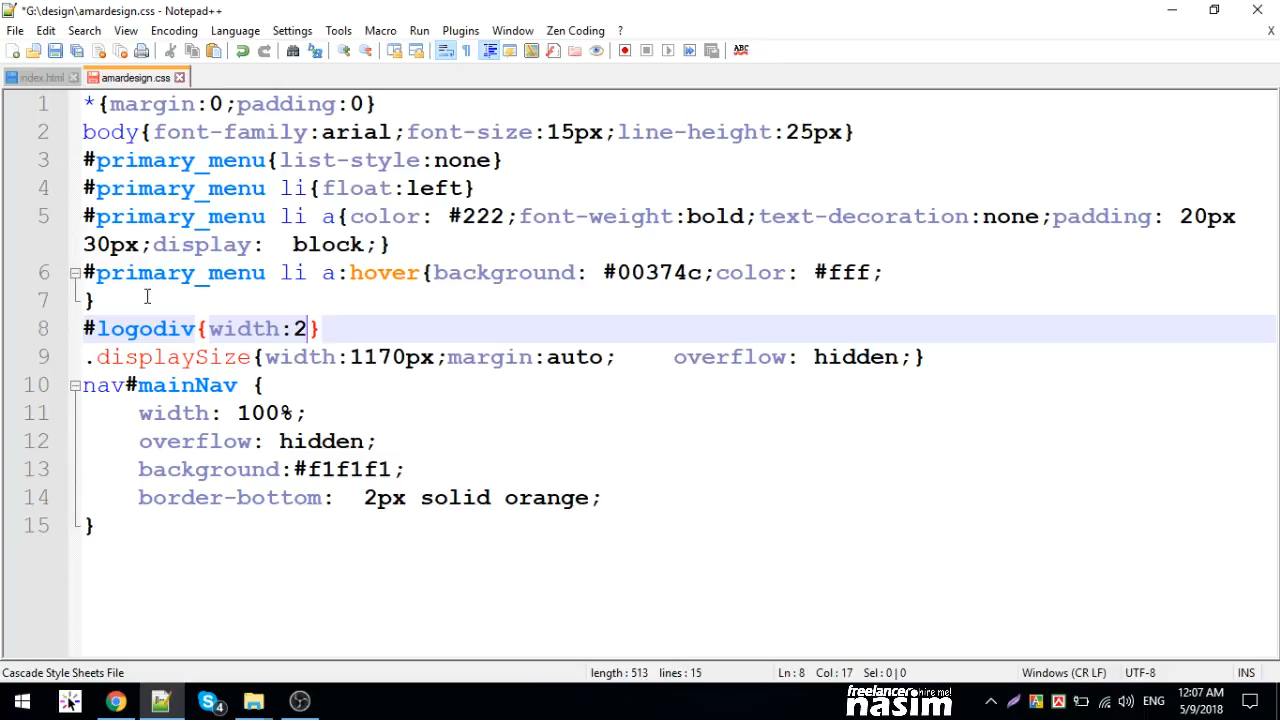 *G:\design\amardesign.css - Notepad++
File Edit Search View Encoding Language Settings Tools Macro Run Plugins Window Zen Coding ? X
ABC
index.html amardesign.css
1 *{margin:0;padding:0}
2 body{font-family:arial;font-size:15px;line-height:25px}
3 #primary_menu{list-style:none}
4 #primary_menu li{float:left}
5 #primary_menu li a{color: #222;font-weight:bold;text-decoration:none;padding: 20px
30px;display:  block;}
6 #primary_menu li a:hover{background: #00374c;color: #fff;
7 }
8 #logodiv{width:2}
9 .displaySize{width:1170px;margin:auto;    overflow: hidden;}
10 nav#mainNav {
11     width: 100%;
12     overflow: hidden;
13     background:#f1f1f1;
14     border-bottom:  2px solid orange;
15 }
Cascade Style Sheets File length : 513 lines : 15 Ln : 8 Col : 17 Sel : 0 | 0 Windows (CR LF) UTF-8 INS
4 ENG 12:07 AM
5/9/2018
freelancer hire me!
nasim